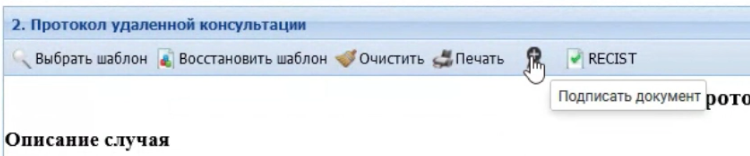 2. Протокол удаленной консультации
Выбрать шаблон Восстановить шаблон Очистить Печать RECIST
Подписать документ
Описание случая